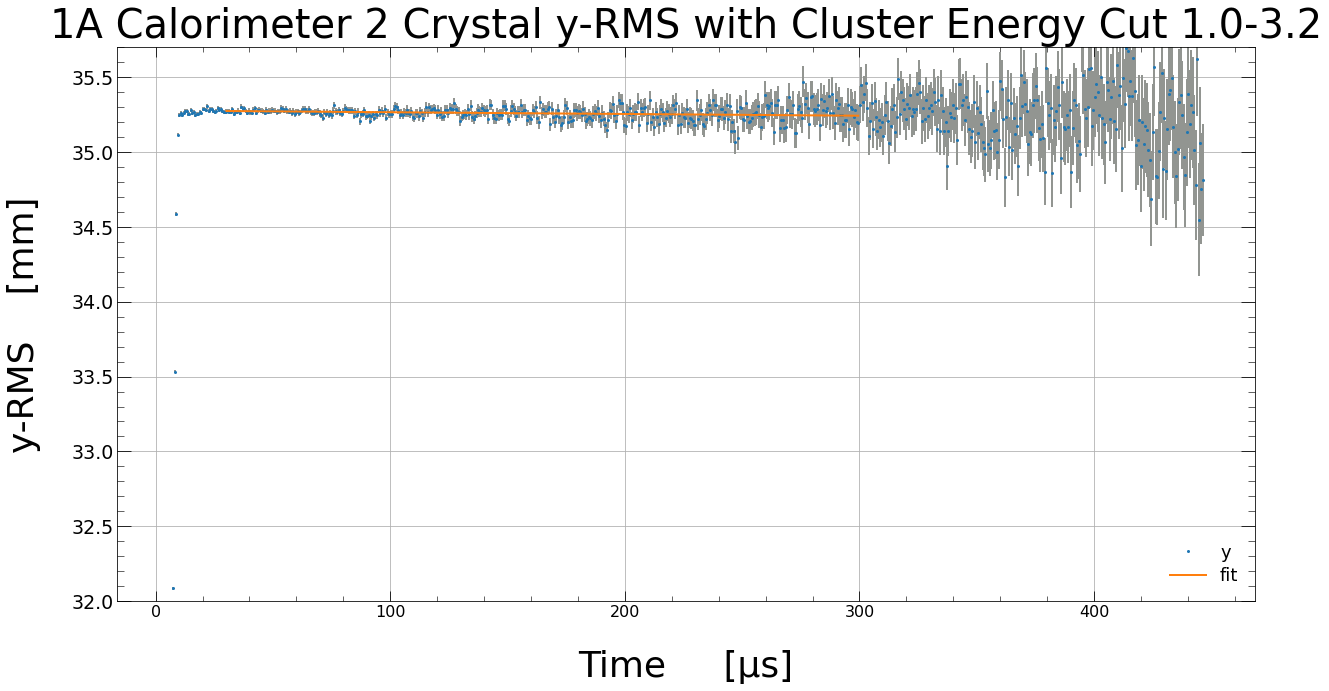 1A Calorimeter 2 Crystal y-RMS with Cluster Energy Cut 1.0-3.2
y-RMS [mm]
35.5
35.0
34.5
34.0
33.5
33.0
32.5
32.0
0 100 200 300 400
Time [μs]
y
fit